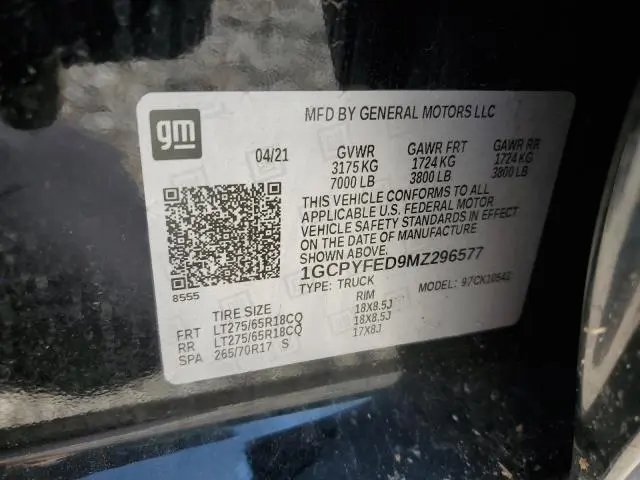 gm
MFD BY GENERAL MOTORS LLC
04/21 GVWR GAWR FRT GAWR RR
3175 KG 1724 KG 1724 KG
7000 LB 3800 LB 3800 LB
THIS VEHICLE CONFORMS TO ALL
APPLICABLE U.S. FEDERAL MOTOR
VEHICLE SAFETY STANDARDS IN EFFECT
ON THE DATE OF MANUFACTURE
SHOWN ABOVE.
1GCPYFED9MZ296577
TYPE: TRUCK MODEL: 97CK10543
8555
TIRE SIZE RIM
FRT LT275/65R18CQ 18X8.5J
RR LT275/65R18CQ 18X8.5J
SPA 265/70R17 S 17X8J